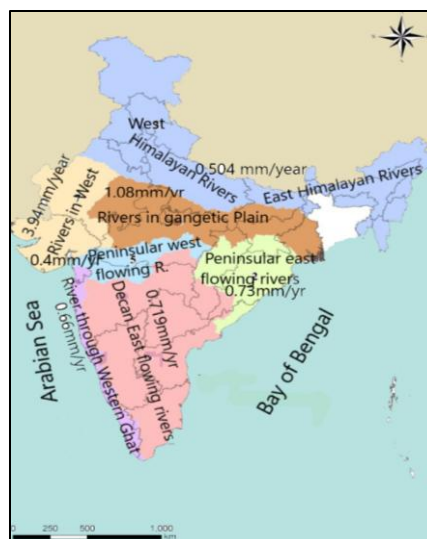 West
Himalayan Rivers
0.504 mm/year
East Himalayan Rivers
3.94mm/year
Rivers in West
1.08mm/yr
Rivers in gangetic Plain
0.4m/yr
Peninsular west
flowing R.
Peninsular east
flowing rivers
0.73mm/yr
River through Western Ghat
0.66mm/yr
Decan East flowing rivers
0.719mm/yr
Arabian Sea
Bay of Bengal
0 250 500 1,000
km